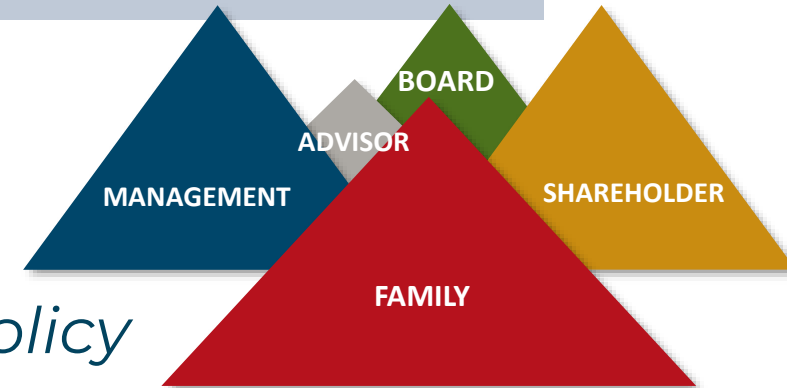 BOARD
ADVISOR
MANAGEMENT
SHAREHOLDER
FAMILY
olicy